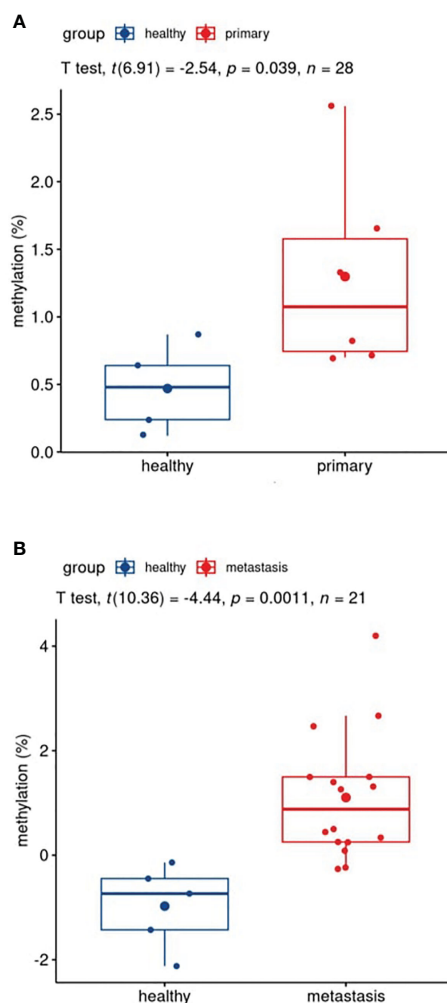 A
group healthy primary
T test, t(6.91) = -2.54, p = 0.039, n = 28
2.5
2.0
1.5
1.0
0.5
0.0
methylation (%)
healthy primary
B
group healthy metastasis
T test, t(10.36) = -4.44, p = 0.0011, n = 21
4
2
0
-2
methylation (%)
healthy metastasis